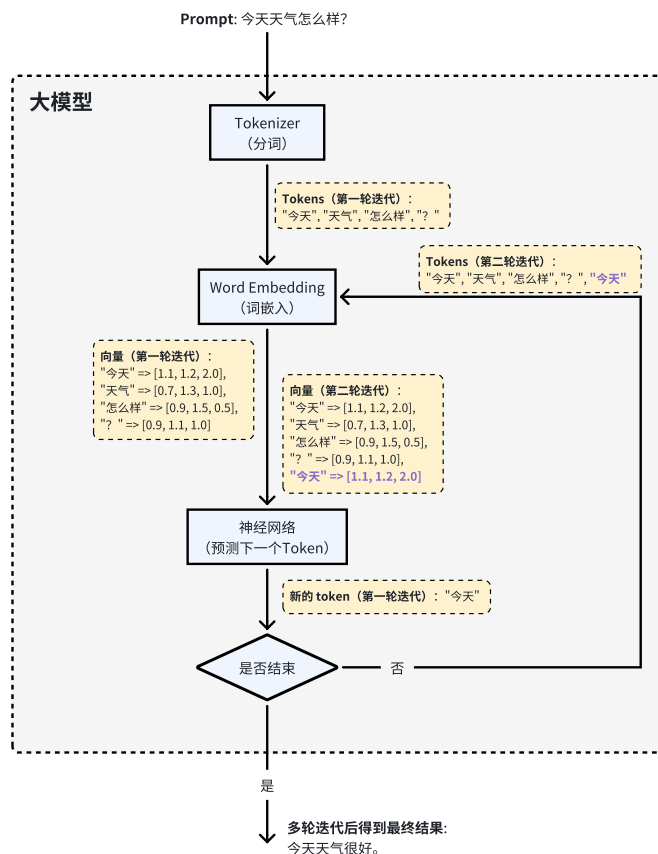 Prompt: 今天天气怎么样？
大模型
Tokenizer
（分词）
Tokens（第一轮迭代）：
"今天", "天气", "怎么样", "？"
Tokens（第二轮迭代）：
"今天", "天气", "怎么样", "？", "今天"
Word Embedding
（词嵌入）
向量（第一轮迭代）：
"今天" => [1.1, 1.2, 2.0],
"天气" => [0.7, 1.3, 1.0],
"怎么样" => [0.9, 1.5, 0.5],
"？" => [0.9, 1.1, 1.0]
向量（第二轮迭代）：
"今天" => [1.1, 1.2, 2.0],
"天气" => [0.7, 1.3, 1.0],
"怎么样" => [0.9, 1.5, 0.5],
"？" => [0.9, 1.1, 1.0],
"今天" => [1.1, 1.2, 2.0]
神经网络
（预测下一个Token）
新的 token（第一轮迭代）："今天"
是否结束
否
是
多轮迭代后得到最终结果:
今天天气很好。